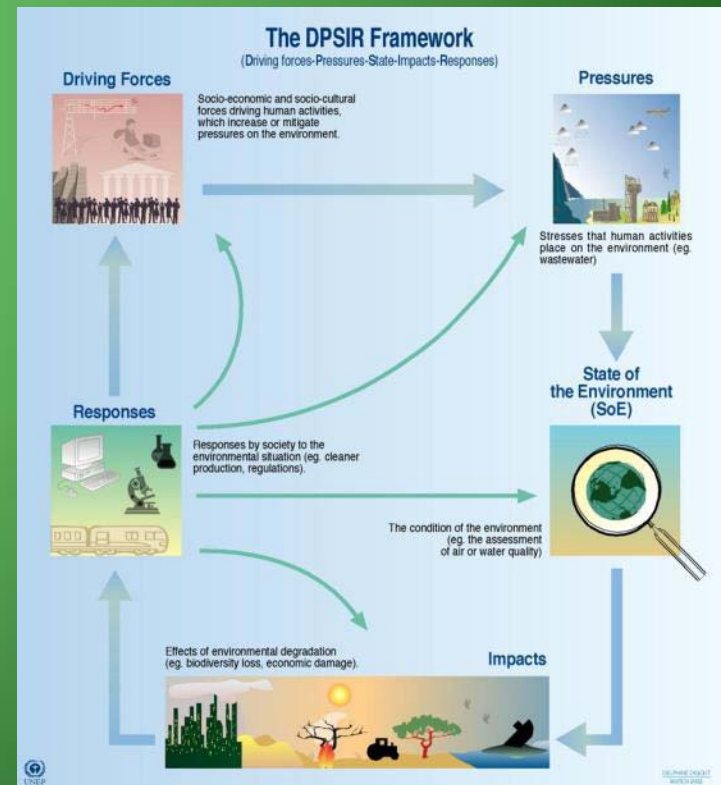 The DPSIR Framework
(Driving forces-Pressures-State-Impacts-Responses)
Driving Forces
Socio-economic and socio-cultural
forces driving human activities,
which increase or mitigate
pressures on the environment.
Pressures
Stresses that human activities
place on the environment (eg.
wastewater)
State of
the Environment
(SoE)
Responses
Responses by society to the
environmental situation (eg. cleaner
production, regulations).
The condition of the environment
(eg. the assessment
of air or water quality)
Effects of environmental degradation
(eg. biodiversity loss, economic damage).
Impacts
UNEP
MARCH 2002